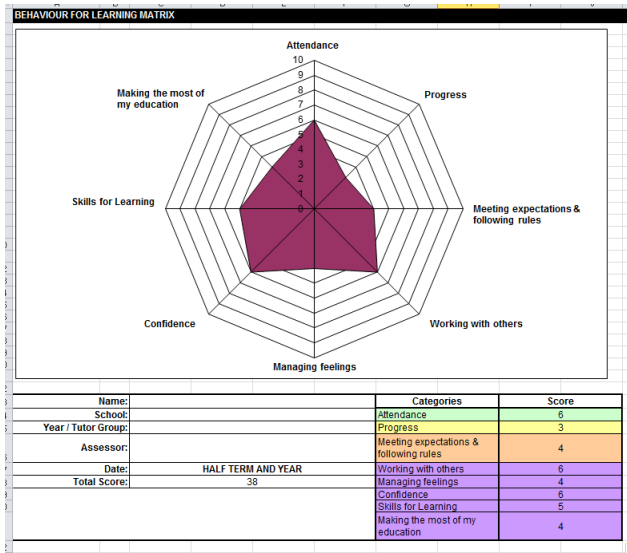 BEHAVIOUR FOR LEARNING MATRIX
Attendance
10
9
8
7
6
5
4
3
2
1
0
Progress
Meeting expectations &
following rules
Working with others
Managing feelings
Confidence
Skills for Learning
Making the most of
my education
Name:
School:
Year / Tutor Group:
Assessor:
Date: HALF TERM AND YEAR
Total Score: 38
Categories Score
Attendance 6
Progress 3
Meeting expectations &
following rules 4
Working with others 6
Managing feelings 4
Confidence 6
Skills for Learning 5
Making the most of my
education 4